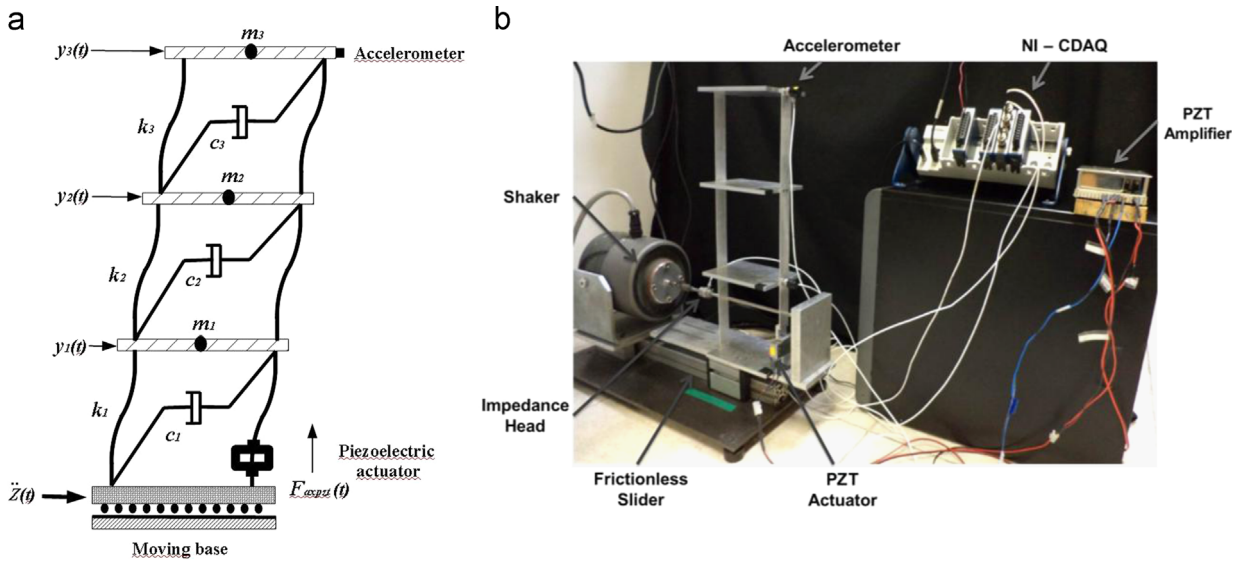 a
y3(t)
m3
Accelerometer
k3
c3
y2(t)
m2
k2
c2
y1(t)
m1
k1
c1
Piezoelectric
actuator
F axpzt (t)
Z̈(t)
Moving base
b
Accelerometer
NI – CDAQ
PZT
Amplifier
Shaker
Impedance
Head
Frictionless
Slider
PZT
Actuator